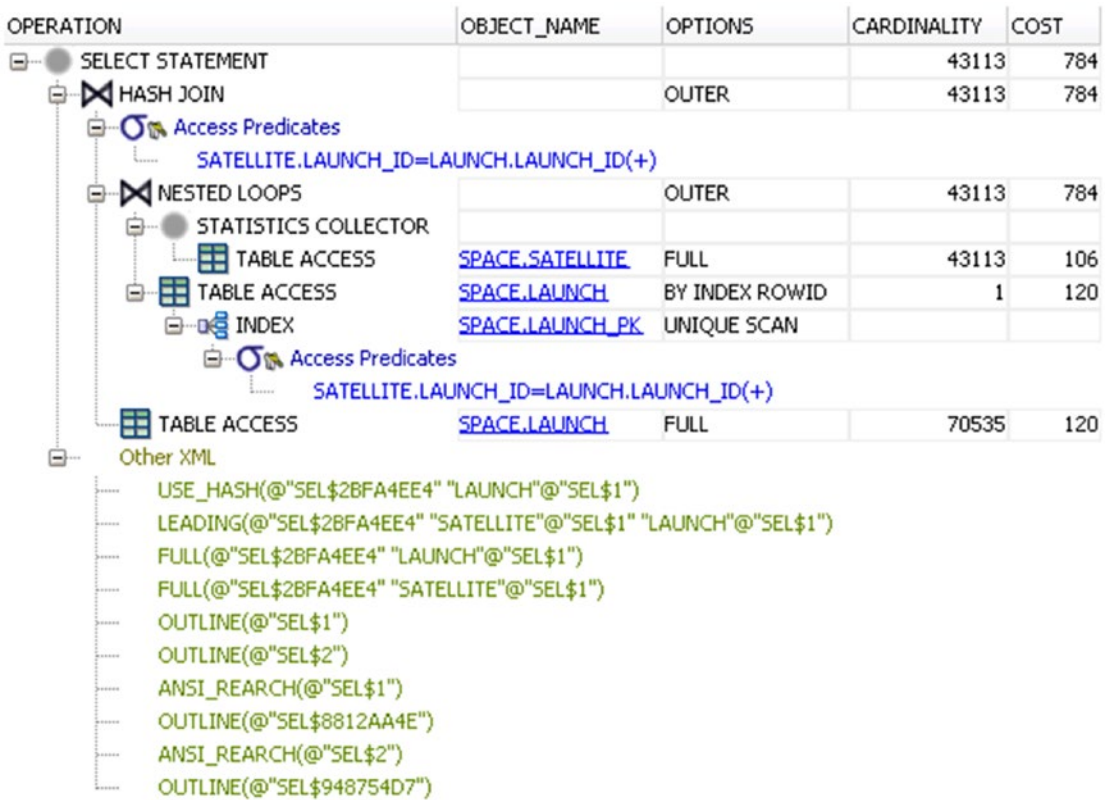 OPERATION OBJECT_NAME OPTIONS CARDINALITY COST
SELECT STATEMENT 43113 784
HASH JOIN OUTER 43113 784
Access Predicates
SATELLITE.LAUNCH_ID=LAUNCH.LAUNCH_ID(+)
NESTED LOOPS OUTER 43113 784
STATISTICS COLLECTOR
TABLE ACCESS SPACE.SATELLITE FULL 43113 106
TABLE ACCESS SPACE.LAUNCH BY INDEX ROWID 1 120
INDEX SPACE.LAUNCH_PK UNIQUE SCAN
Access Predicates
SATELLITE.LAUNCH_ID=LAUNCH.LAUNCH_ID(+)
TABLE ACCESS SPACE.LAUNCH FULL 70535 120
Other XML
USE_HASH(@"SEL$2BFA4EE4" "LAUNCH"@"SEL$1")
LEADING(@"SEL$2BFA4EE4" "SATELLITE"@"SEL$1" "LAUNCH"@"SEL$1")
FULL(@"SEL$2BFA4EE4" "LAUNCH"@"SEL$1")
FULL(@"SEL$2BFA4EE4" "SATELLITE"@"SEL$1")
OUTLINE(@"SEL$1")
OUTLINE(@"SEL$2")
ANSI_REARCH(@"SEL$1")
OUTLINE(@"SEL$8812AA4E")
ANSI_REARCH(@"SEL$2")
OUTLINE(@"SEL$948754D7")